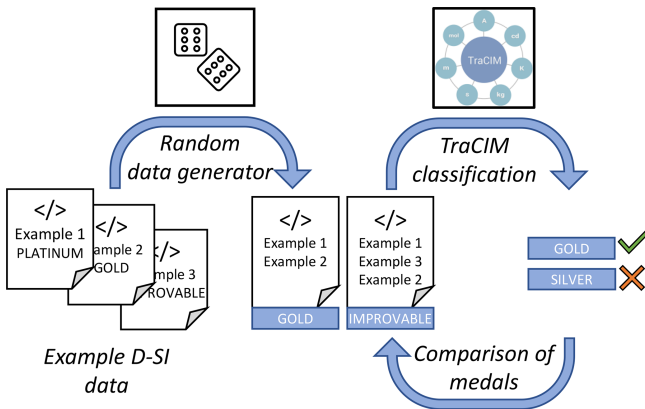 A
mol
cd
TraCIM
m
K
s
kg
Random
data generator
TraCIM
classification
</>
Example 1
PLATINUM
</>
ample 2
GOLD
</>
mple 3
ROVABLE
</>
Example 1
Example 2
GOLD
</>
Example 1
Example 3
Example 2
IMPROVABLE
GOLD
SILVER
Example D-SI
data
Comparison of
medals